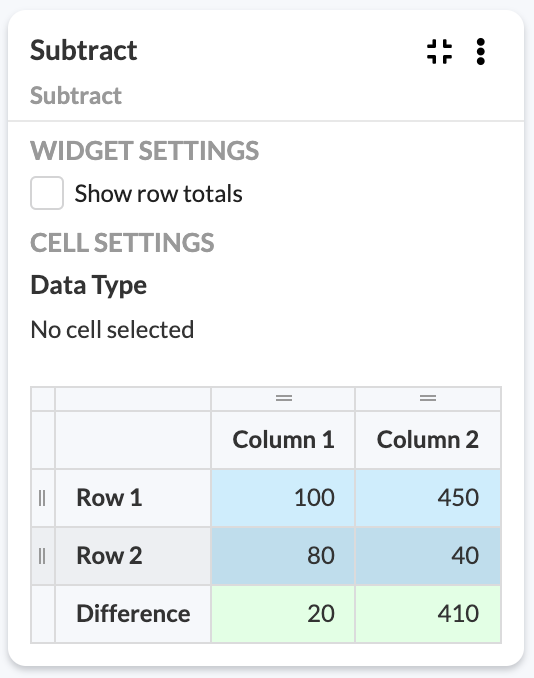 Subtract
Subtract
WIDGET SETTINGS
Show row totals
CELL SETTINGS
Data Type
No cell selected
Column 1 Column 2
Row 1 100 450
Row 2 80 40
Difference 20 410